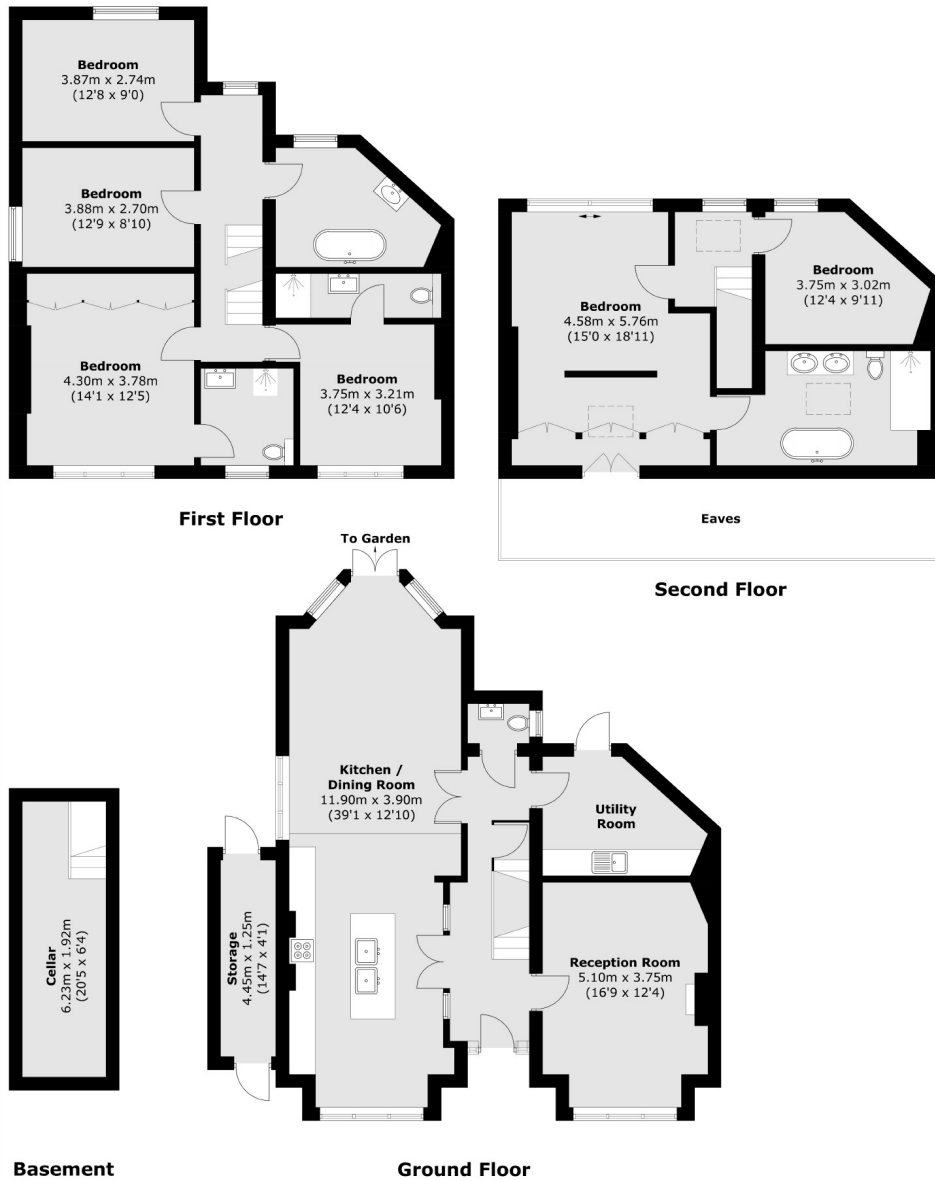 Bedroom
3.87m x 2.74m
(12'8 x 9'0)
Bedroom
3.88m x 2.70m
(12'9 x 8'10)
Bedroom
4.30m x 3.78m
(14'1 x 12'5)
Bedroom
3.75m x 3.21m
(12'4 x 10'6)
First Floor
Bedroom
4.58m x 5.76m
(15'0 x 18'11)
Bedroom
3.75m x 3.02m
(12'4 x 9'11)
Eaves
Second Floor
To Garden
Kitchen /
Dining Room
11.90m x 3.90m
(39'1 x 12'10)
Utility
Room
Storage
4.45m x 1.25m
(14'7 x 4'1)
Reception Room
5.10m x 3.75m
(16'9 x 12'4)
Cellar
6.23m x 1.92m
(20'5 x 6'4)
Basement
Ground Floor